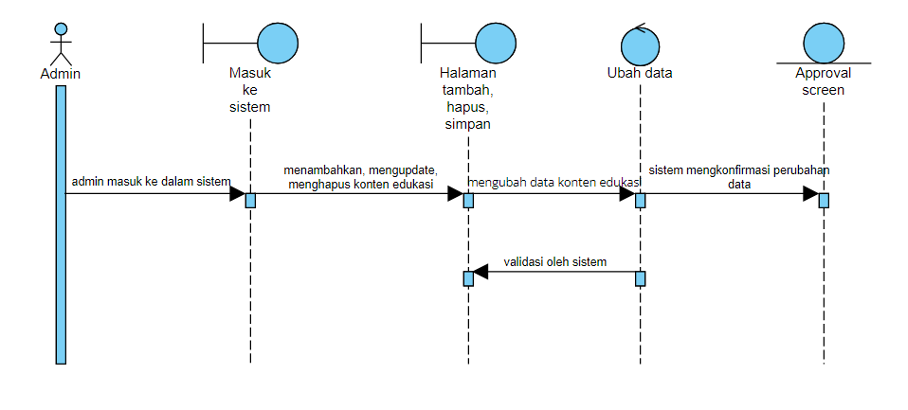 Admin
Masuk
ke
sistem
Halaman
tambah,
hapus,
simpan
Ubah data
Approval
screen
admin masuk ke dalam sistem
menambahkan, mengupdate,
menghapus konten edukasi
mengubah data konten edukasi
sistem mengkonfirmasi perubahan
data
validasi oleh sistem